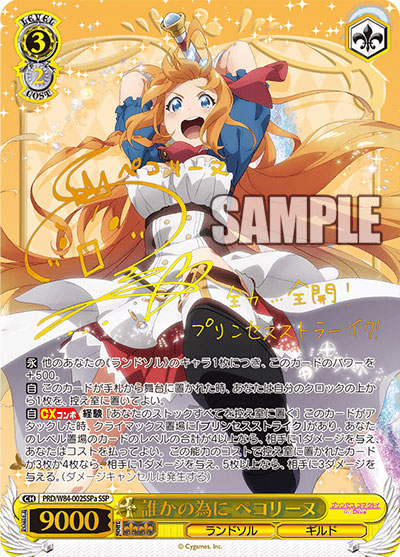 LEVEL
3
2
COST
ペコリーヌ
SAMPLE
全力…全開！
プリンセスストライク！
永 他のあなたの《ランドソル》のキャラ1枚につき、このカードのパワーを
+500。
自 このカードが手札から舞台に置かれた時、あなたは自分のクロックの上か
ら1枚を、控え室に置いてよい。
自 CXコンボ 経験 ［あなたのストックすべてを控え室に置く］ このカードがア
タックした時、クライマックス置場に「プリンセスストライク」があり、あなたの
レベル置場のカードのレベルの合計が4以上なら、相手に1ダメージを与え、
あなたはコストを払ってよい。この能力のコストで控え室に置かれたカード
が3枚か4枚なら、相手に1ダメージを与え、5枚以上なら、相手に3ダメージ
を与える。（ダメージキャンセルは発生する）
CH PRD/W84-002SSPa SSP
誰かの為に ペコリーヌ
プリンセスコネクト！
Re:Dive
POWER
9000
SOUL
ランドソル
ギルド
© Cygames, Inc.